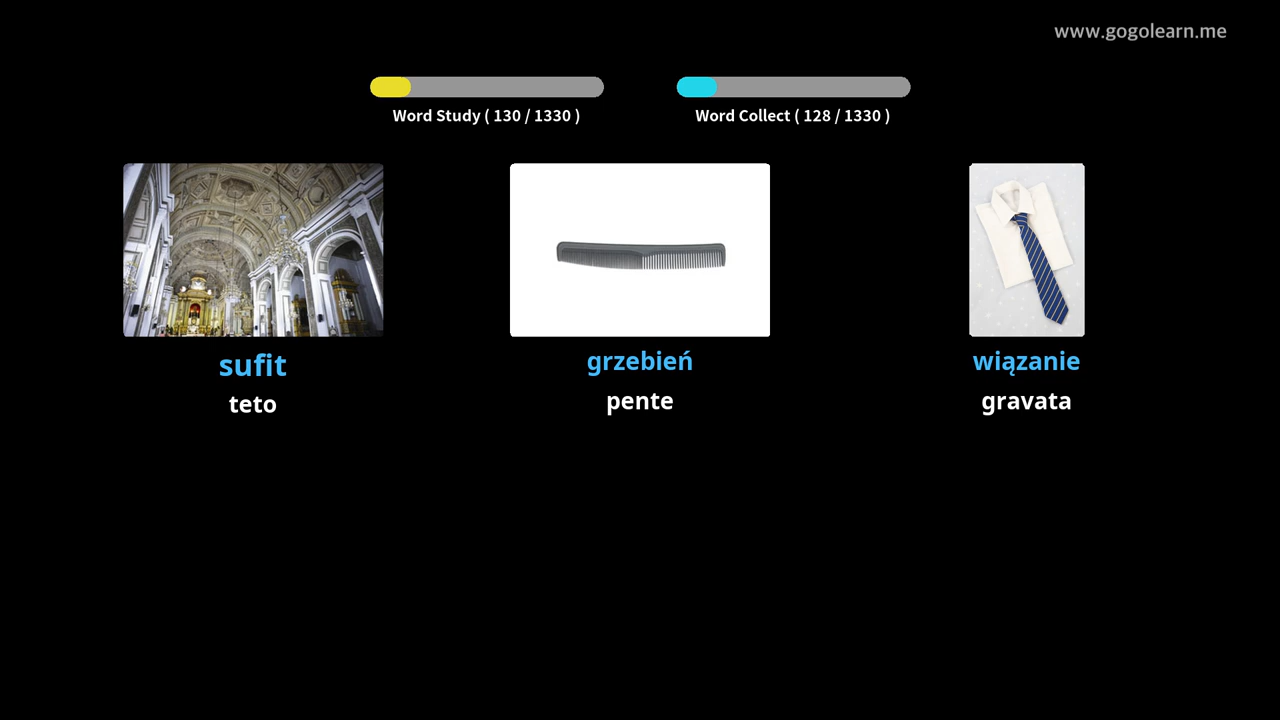 www.gogolearn.me
Word Study ( 130 / 1330 )
Word Collect ( 128 / 1330 )
sufit
teto
grzebień
pente
wiązanie
gravata